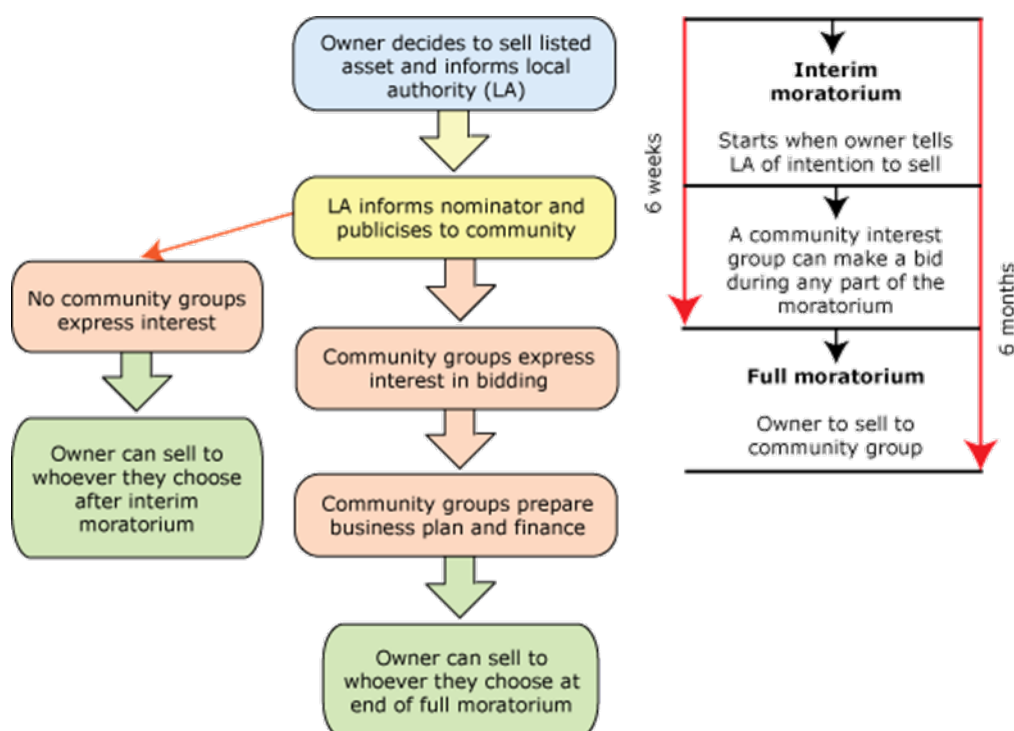 Owner decides to sell listed
asset and informs local
authority (LA)
LA informs nominator and
publicises to community
No community groups
express interest
Owner can sell to
whoever they choose
after interim
moratorium
Community groups express
interest in bidding
Community groups prepare
business plan and finance
Owner can sell to
whoever they choose at
end of full moratorium
6 weeks
Interim
moratorium
Starts when owner tells
LA of intention to sell
A community interest
group can make a bid
during any part of the
moratorium
Full moratorium
Owner to sell to
community group
6 months